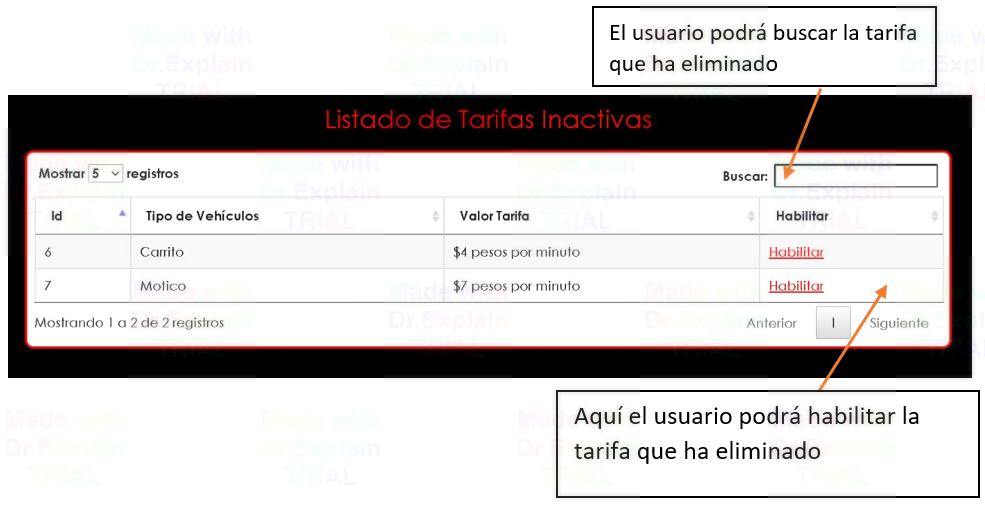 El usuario podrá buscar la tarifa
que ha eliminado
Listado de Tarifas Inactivas
Mostrar 5 registros
Buscar:
Id Tipo de Vehículos Valor Tarifa Habilitar
6 Carrito $4 pesos por minuto Habilitar
7 Motico $7 pesos por minuto Habilitar
Mostrando 1 a 2 de 2 registros
Anterior 1 Siguiente
Aquí el usuario podrá habilitar la
tarifa que ha eliminado
Made with
Dr.Explain
TRIAL